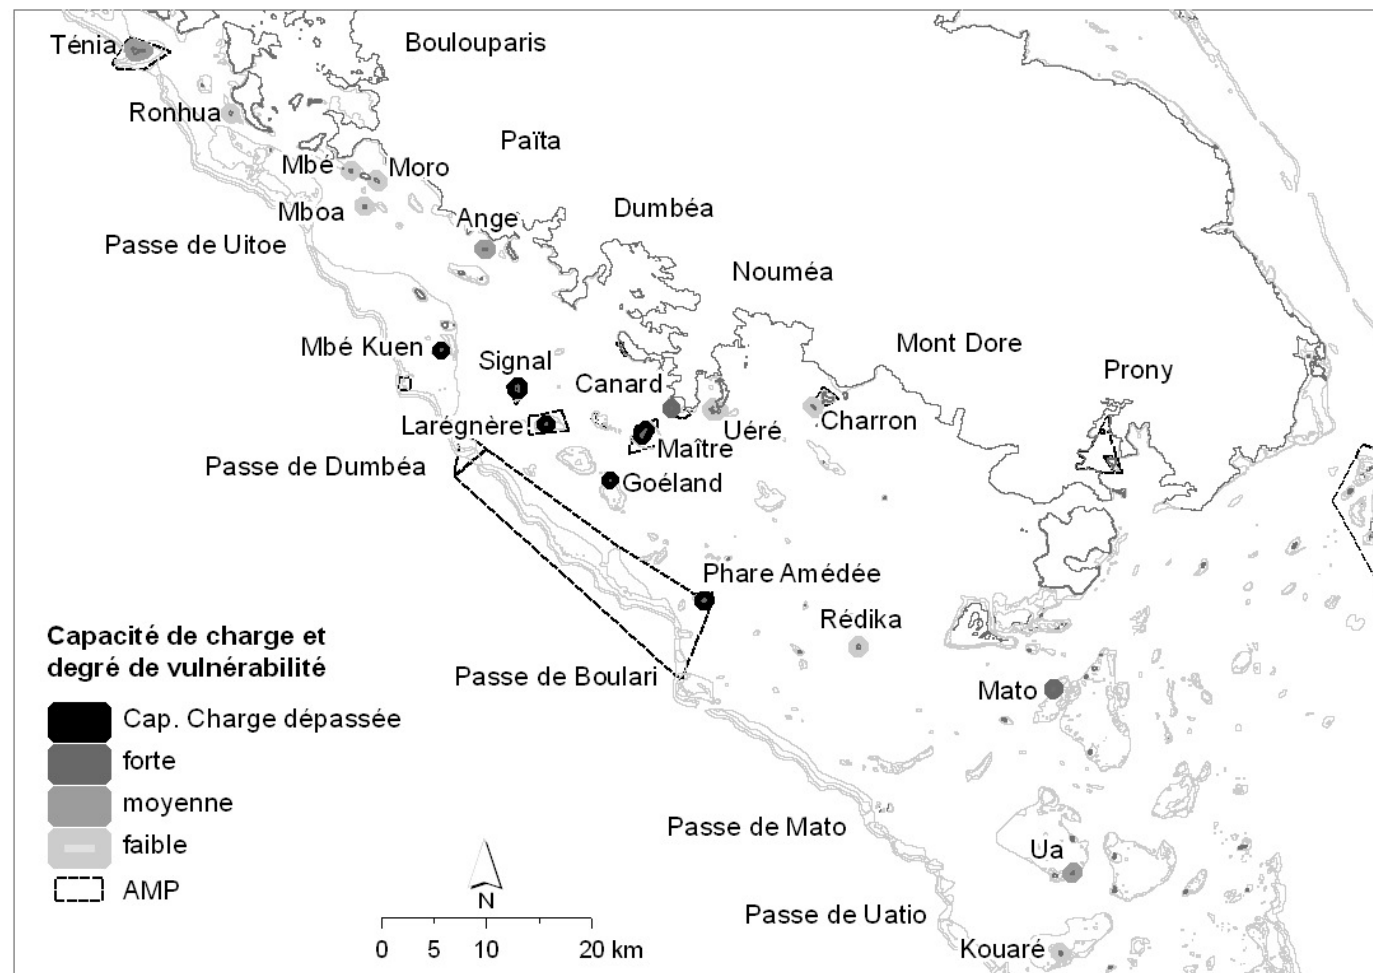 Ténia
Boulouparis
Ronhua
Païta
Mbé
Moro
Mboa
Ange
Dumbéa
Passe de Uitoe
Nouméa
Mbé Kuen
Signal
Canard
Mont Dore
Prony
Larégnère
Maître
Uéré
Charron
Passe de Dumbéa
Goéland
Phare Amédée
Rédika
Capacité de charge et
degré de vulnérabilité
Passe de Boulari
Mato
Cap. Charge dépassée
forte
moyenne
faible
AMP
Passe de Mato
Ua
N
Passe de Uatio
Kouaré
0 5 10 20 km